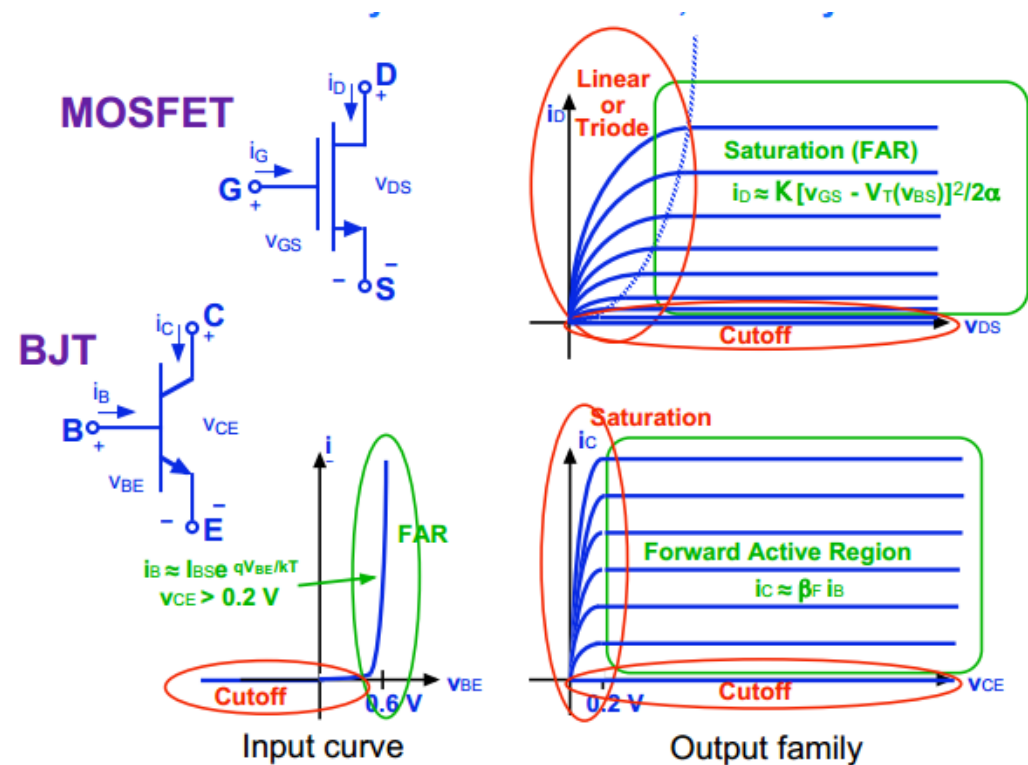 MOSFET
iD
D
+
iG
G
+
vDS
vGS
–
–
S
Linear
or
Triode
iD
Saturation (FAR)
iD ≈ K [vGS - VT(vBS)]2/2α
Cutoff
vDS
BJT
iC
C
+
iB
B
+
vCE
vBE
–
–
E
i
FAR
iB ≈ IBSe qVBE/kT
vCE > 0.2 V
Cutoff
0.6 V
vBE
Input curve
Saturation
iC
Forward Active Region
iC ≈ βF iB
Cutoff
0.2 V
vCE
Output family